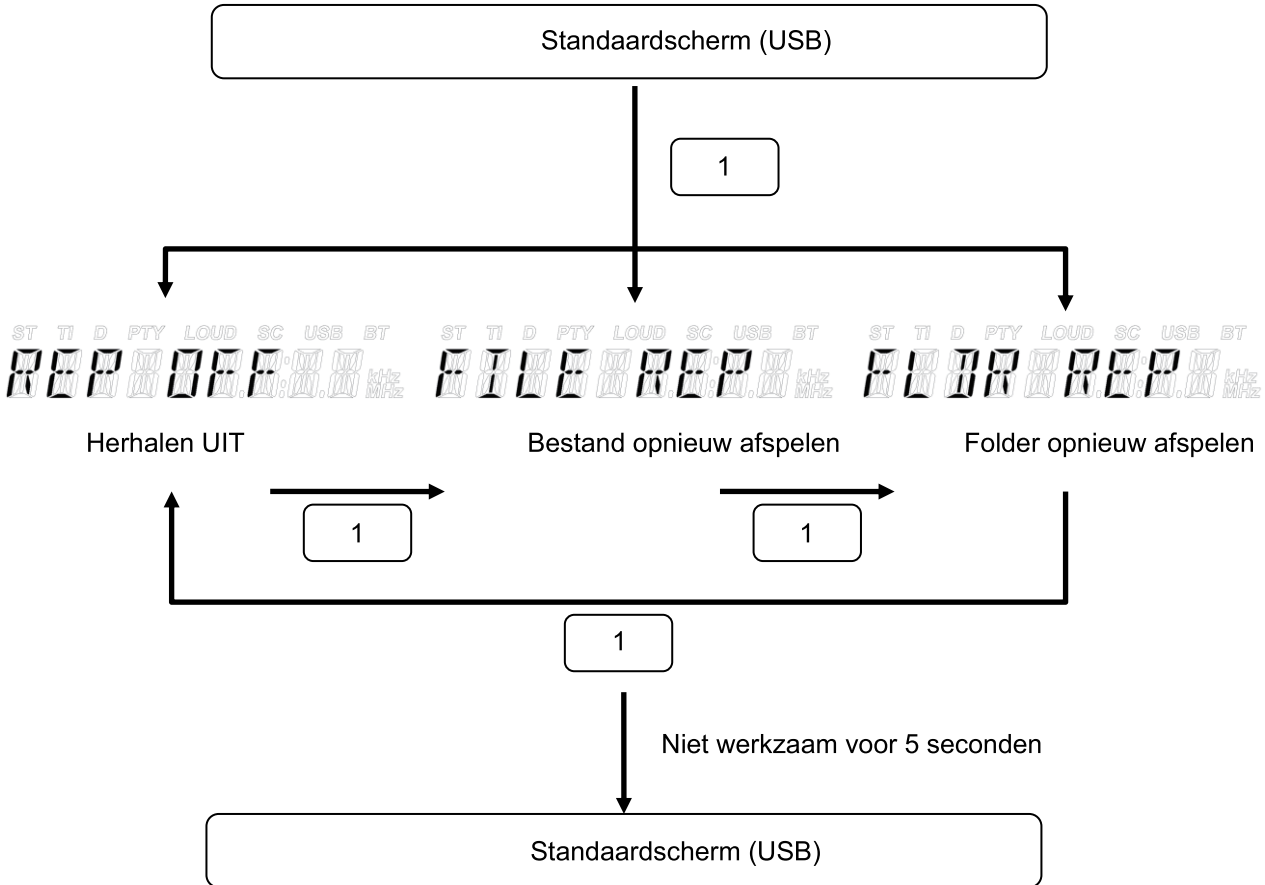 Standaardscherm (USB)
1
ST TI D PTY LOUD SC USB BT
REP OFF
kHz
MHz
ST TI D PTY LOUD SC USB BT
FILE REP
kHz
MHz
ST TI D PTY LOUD SC USB BT
FLDR REP
kHz
MHz
Herhalen UIT
Bestand opnieuw afspelen
Folder opnieuw afspelen
1
1
1
Niet werkzaam voor 5 seconden
Standaardscherm (USB)